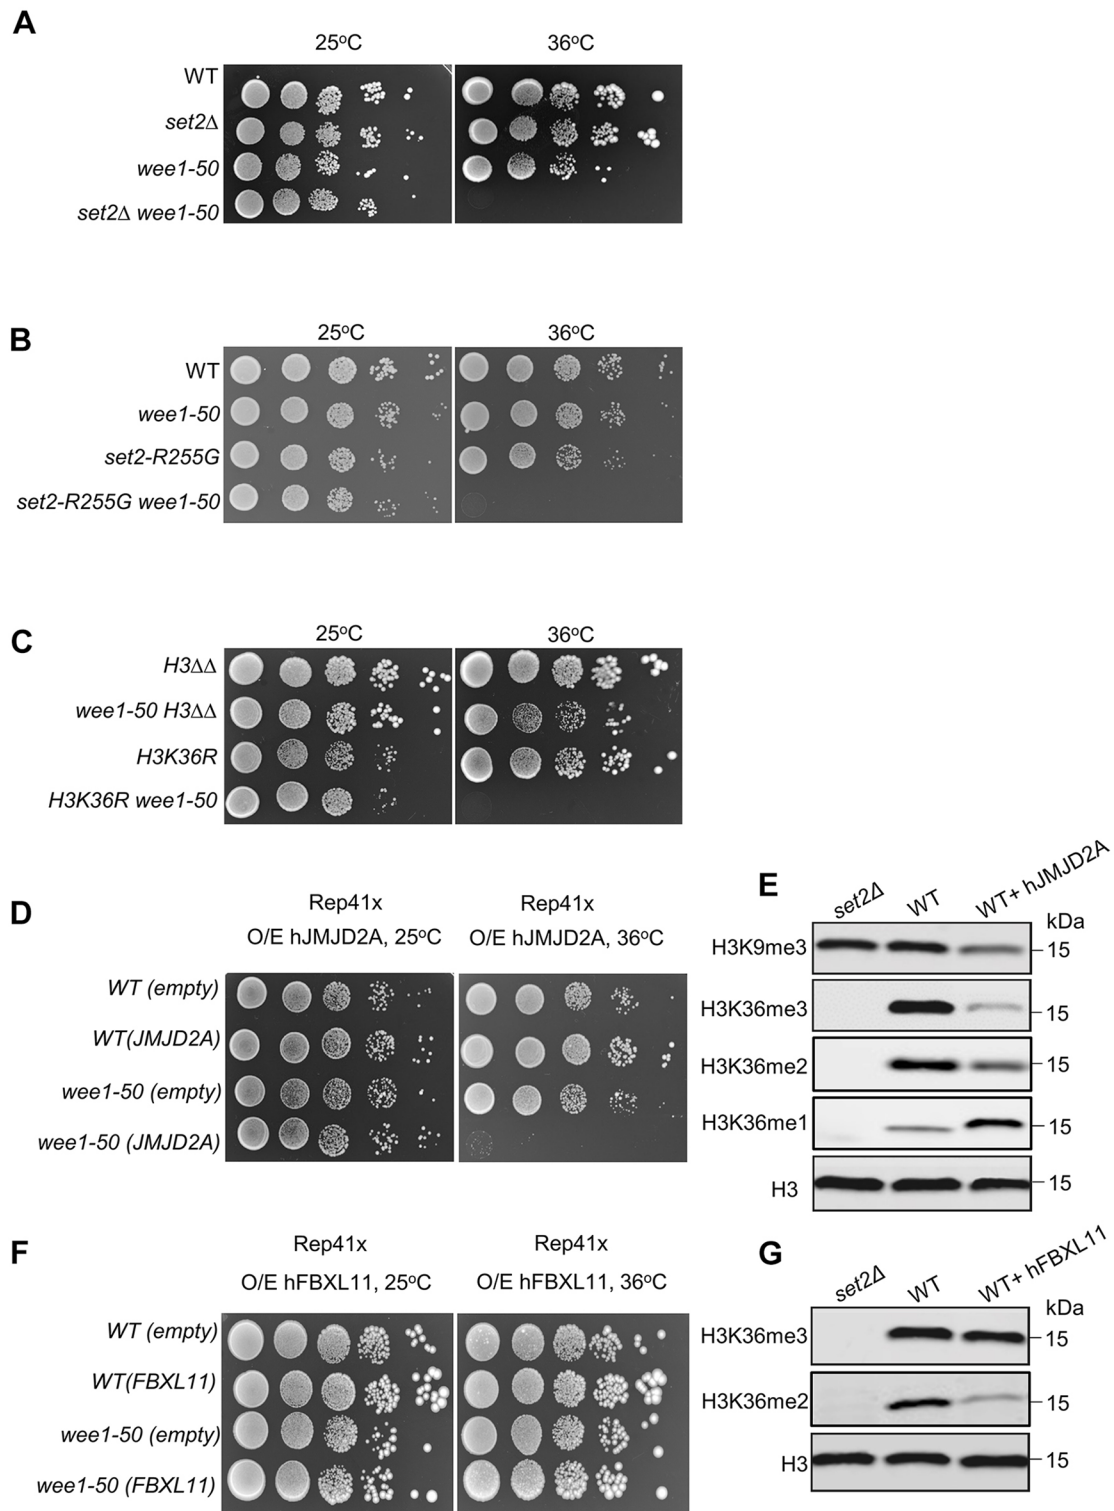 A
25°C 36°C
WT
set2Δ
wee1-50
set2Δ wee1-50
B
25°C 36°C
WT
wee1-50
set2-R255G
set2-R255G wee1-50
C
25°C 36°C
H3ΔΔ
wee1-50 H3ΔΔ
H3K36R
H3K36R wee1-50
D
Rep41x Rep41x
O/E hJMJD2A, 25°C O/E hJMJD2A, 36°C
WT (empty)
WT(JMJD2A)
wee1-50 (empty)
wee1-50 (JMJD2A)
E
set2Δ WT WT+ hJMJD2A
kDa
H3K9me3 15
H3K36me3 15
H3K36me2 15
H3K36me1 15
H3 15
F
Rep41x Rep41x
O/E hFBXL11, 25°C O/E hFBXL11, 36°C
WT (empty)
WT(FBXL11)
wee1-50 (empty)
wee1-50 (FBXL11)
G
set2Δ WT WT+ hFBXL11
kDa
H3K36me3 15
H3K36me2 15
H3 15